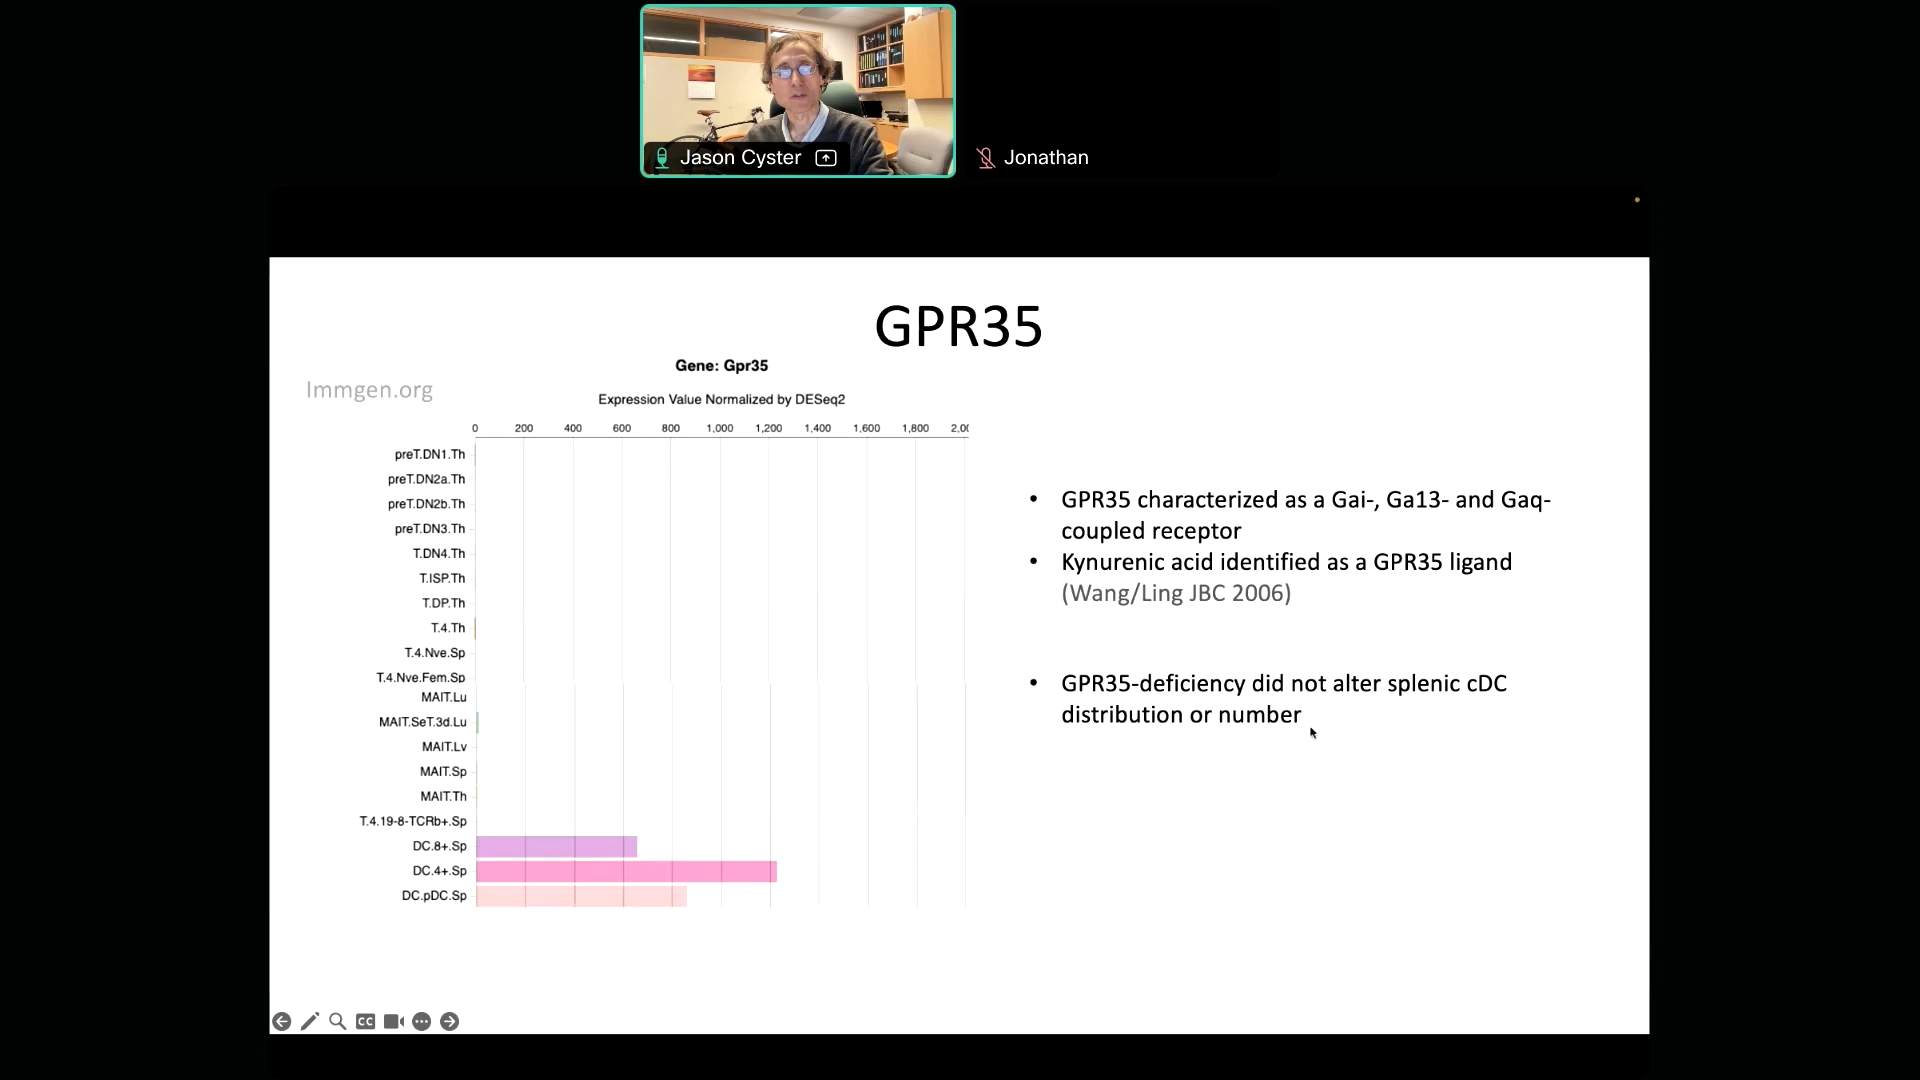 Jason Cyster
Jonathan
GPR35
Gene: Gpr35
Immgen.org
Expression Value Normalized by DESeq2
0 200 400 600 800 1,000 1,200 1,400 1,600 1,800 2,0
preT.DN1.Th
preT.DN2a.Th
preT.DN2b.Th
preT.DN3.Th
T.DN4.Th
T.ISP.Th
T.DP.Th
T.4.Th
T.4.Nve.Sp
T.4.Nve.Fem.Sp
MAIT.Lu
MAIT.SeT.3d.Lu
MAIT.Lv
MAIT.Sp
MAIT.Th
T.4.19-8-TCRb+.Sp
DC.8+.Sp
DC.4+.Sp
DC.pDC.Sp
• GPR35 characterized as a Gai-, Ga13- and Gaq-
coupled receptor
• Kynurenic acid identified as a GPR35 ligand
(Wang/Ling JBC 2006)
• GPR35-deficiency did not alter splenic cDC
distribution or number
CC